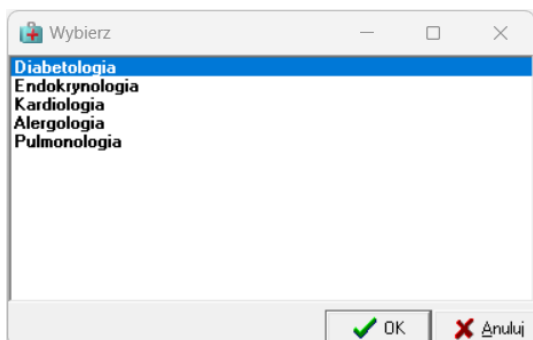 Wybierz
Diabetologia
Endokrynologia
Kardiologia
Alergologia
Pulmonologia
OK Anuluj